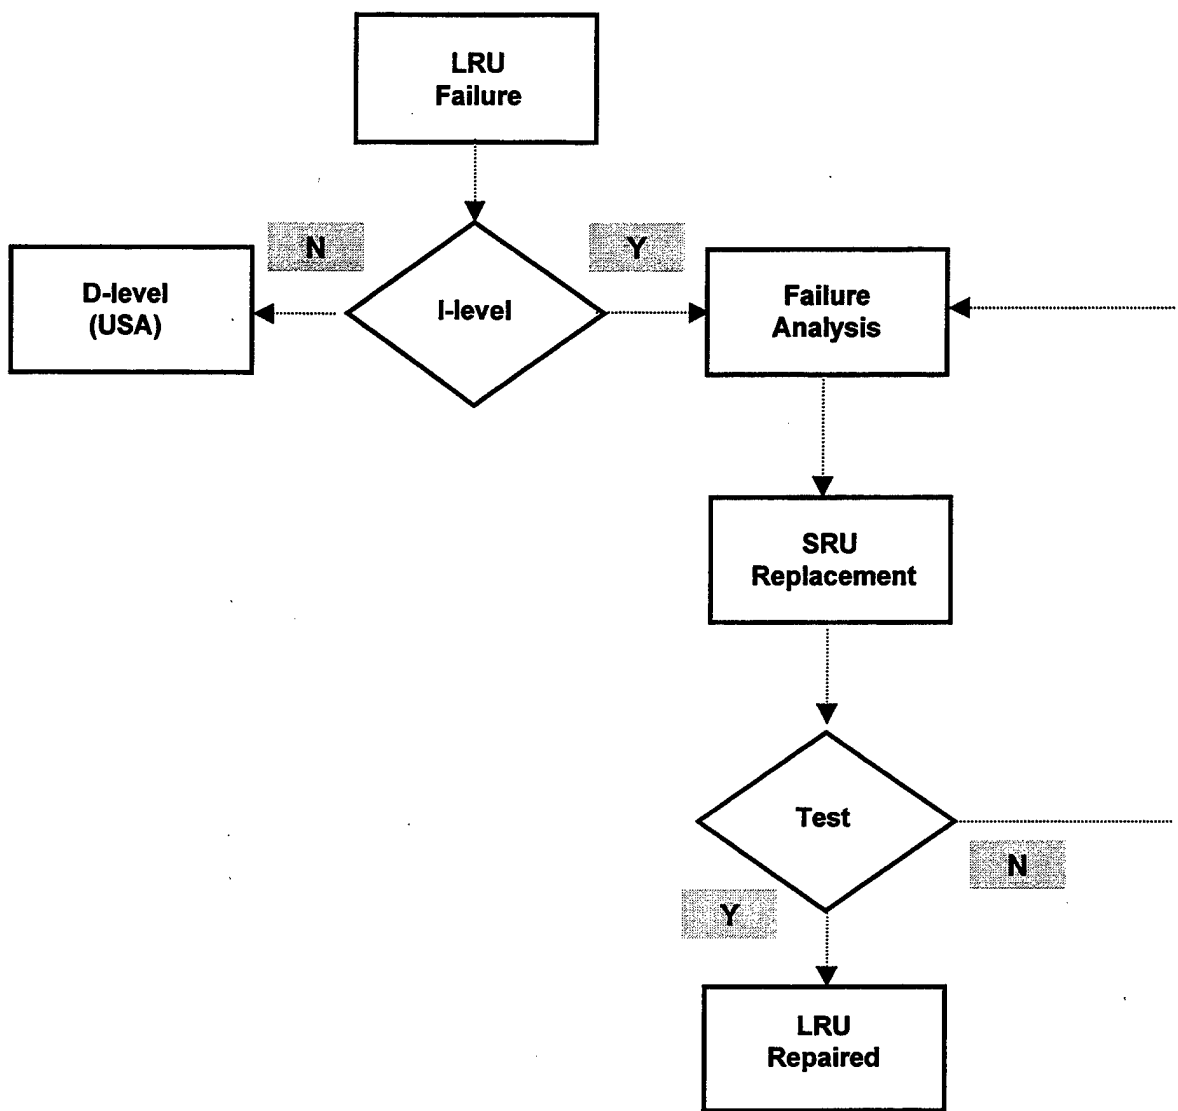 LRU
Failure
N
Y
D-level
(USA)
I-level
Failure
Analysis
SRU
Replacement
Test
N
Y
LRU
Repaired